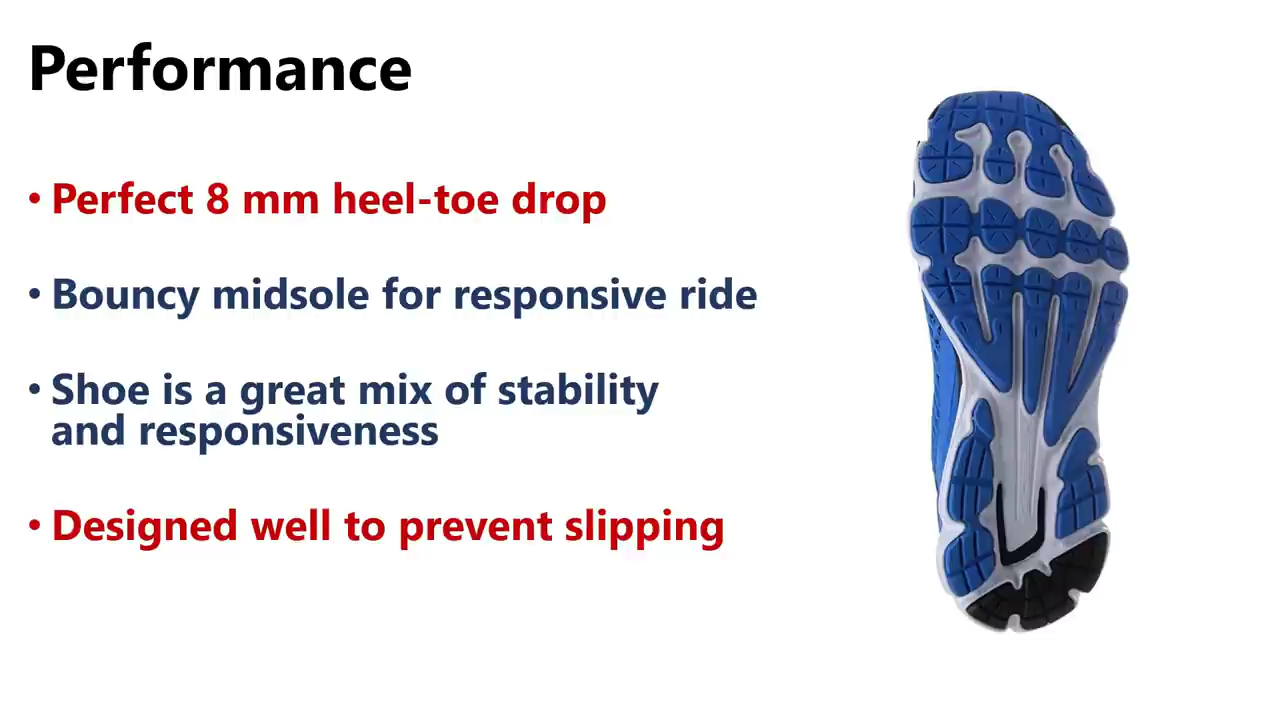 Performance
• Perfect 8 mm heel-toe drop
• Bouncy midsole for responsive ride
• Shoe is a great mix of stability
and responsiveness
• Designed well to prevent slipping